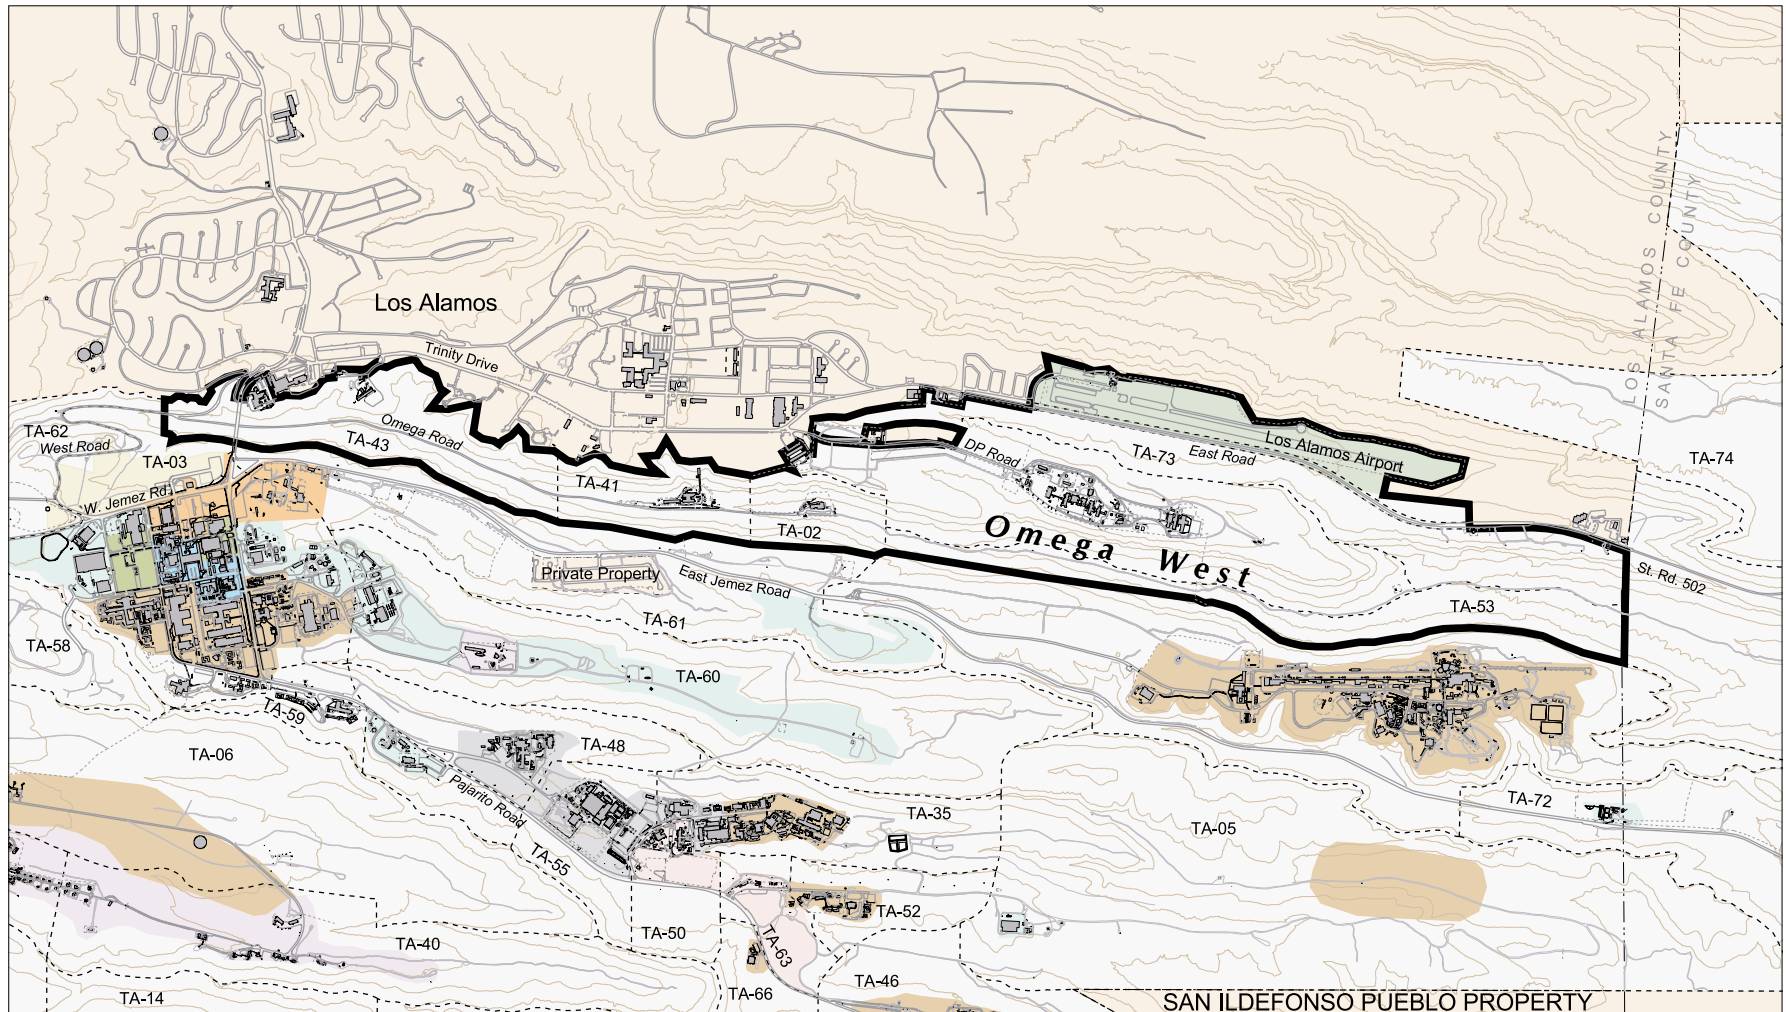 LOS ALAMOS COUNTY
SANTA FE COUNTY
Los Alamos
Trinity Drive
TA-62
West Road
TA-03
W. Jemez Rd.
TA-43
Omega Road
TA-41
TA-02
DP Road
TA-73
East Road
Los Alamos Airport
TA-74
Omega West
St. Rd. 502
Private Property
East Jemez Road
TA-53
TA-61
TA-58
TA-60
TA-59
TA-06
TA-48
Pajarito Road
TA-35
TA-05
TA-72
TA-55
TA-52
TA-40
TA-50
TA-63
TA-14
TA-66
TA-46
SAN ILDEFONSO PUEBLO PROPERTY